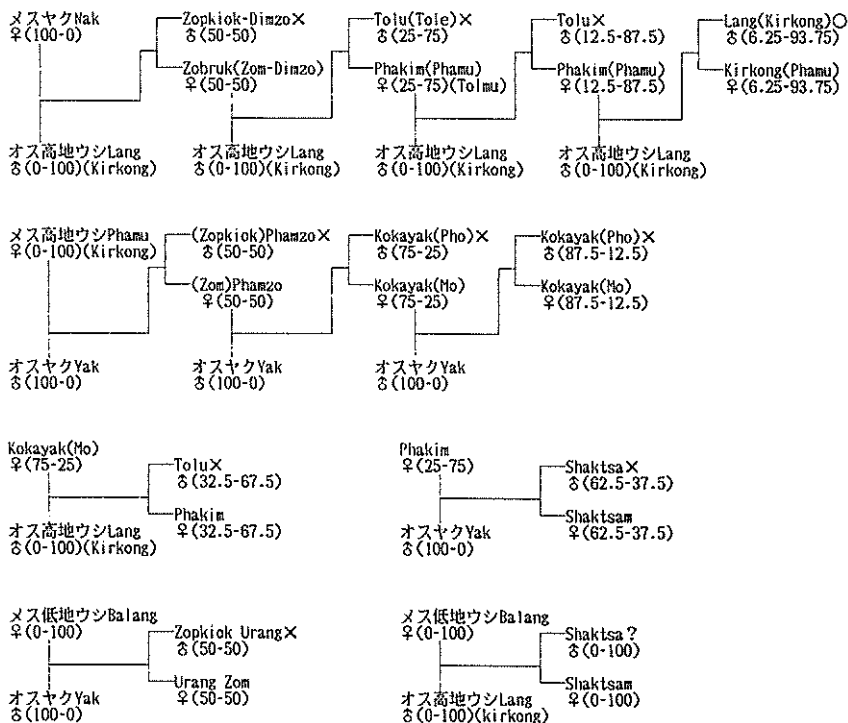 メスヤクNak
♀(100-0)
Zopkiok-Dimzo×
♂(50-50)
Zobruk(Zom-Dimzo)
♀(50-50)
Tolu(Tole)×
♂(25-75)
Phakim(Phamu)
♀(25-75)(Tolmu)
Tolu×
♂(12.5-87.5)
Phakim(Phamu)
♀(12.5-87.5)
Lang(Kirkong)○
♂(6.25-93.75)
Kirkong(Phamu)
♀(6.25-93.75)
オス高地ウシLang
♂(0-100)(Kirkong)
オス高地ウシLang
♂(0-100)(Kirkong)
オス高地ウシLang
♂(0-100)(Kirkong)
オス高地ウシLang
♂(0-100)(Kirkong)
メス高地ウシPhamu
♀(0-100)(Kirkong)
(Zopkiok)Phamzo×
♂(50-50)
(Zom)Phamzo
♀(50-50)
Kokayak(Pho)×
♂(75-25)
Kokayak(Mo)
♀(75-25)
Kokayak(Pho)×
♂(87.5-12.5)
Kokayak(Mo)
♀(87.5-12.5)
オスヤクYak
♂(100-0)
オスヤクYak
♂(100-0)
オスヤクYak
♂(100-0)
Kokayak(Mo)
♀(75-25)
Tolu×
♂(32.5-67.5)
Phakim
♀(32.5-67.5)
オス高地ウシLang
♂(0-100)(Kirkong)
Phakim
♀(25-75)
Shaktsa×
♂(62.5-37.5)
Shaktsam
♀(62.5-37.5)
オスヤクYak
♂(100-0)
メス低地ウシBalang
♀(0-100)
Zopkiok Urang×
♂(50-50)
Urang Zom
♀(50-50)
オスヤクYak
♂(100-0)
メス低地ウシBalang
♀(0-100)
Shaktsa?
♂(0-100)
Shaktsam
♀(0-100)
オス高地ウシLang
♂(0-100)(kirkong)